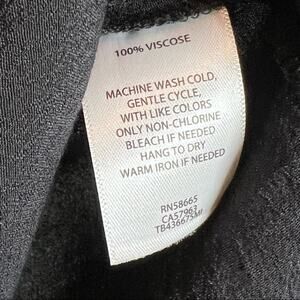 100% VISCOSE
MACHINE WASH COLD,
GENTLE CYCLE,
WITH LIKE COLORS
ONLY NON-CHLORINE
BLEACH IF NEEDED
HANG TO DRY
WARM IRON IF NEEDED
RN58665
CA57963
TB43667SMI